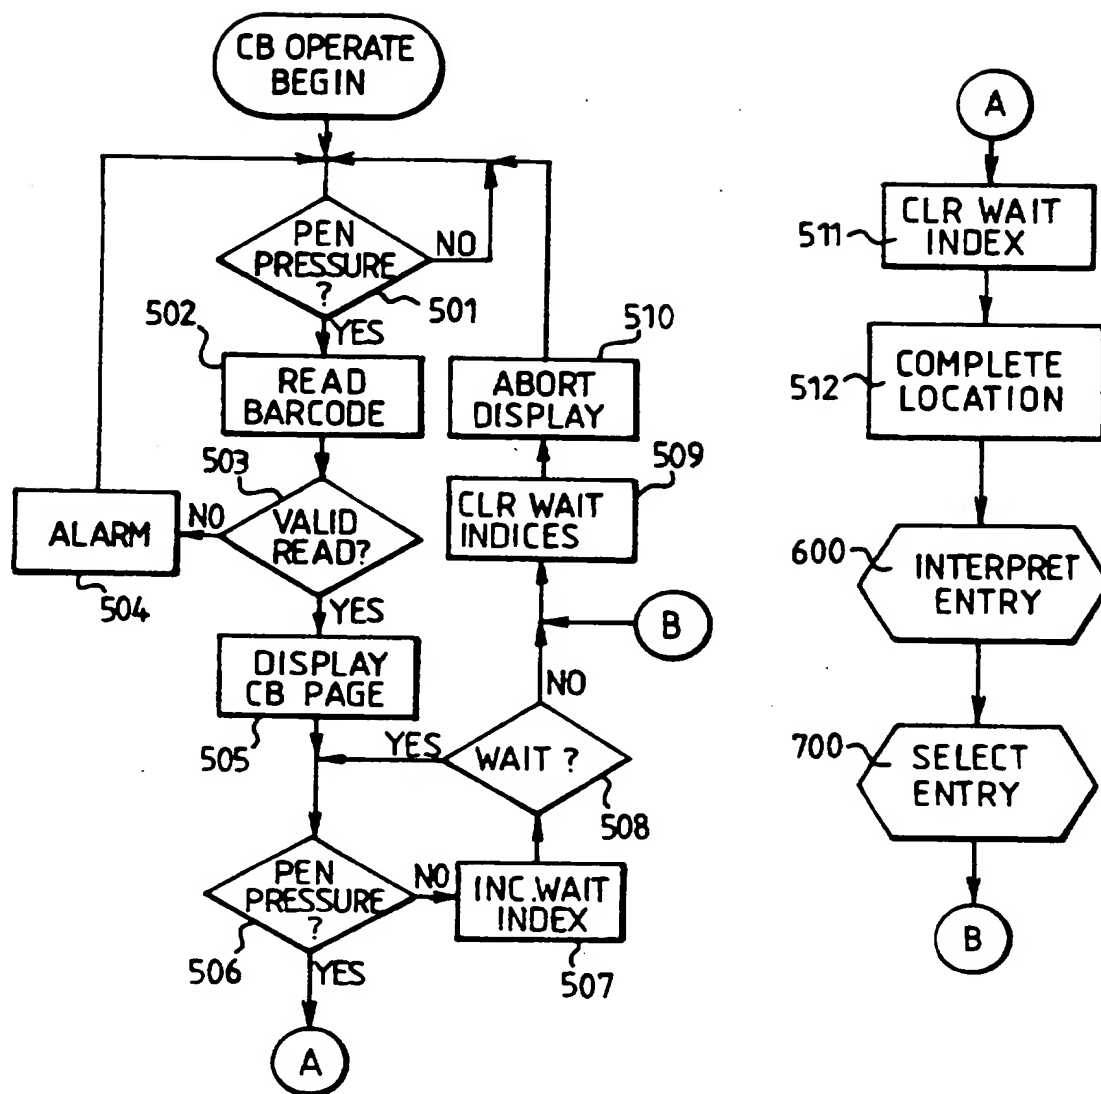 CB OPERATE
BEGIN
PEN
PRESSURE
?
NO
501
YES
502
READ
BARCODE
503
VALID
READ?
NO
ALARM
504
YES
DISPLAY
CB PAGE
505
PEN
PRESSURE
?
506
NO
YES
A
INC.WAIT
INDEX
507
WAIT ?
508
YES
NO
B
CLR WAIT
INDICES
509
ABORT
DISPLAY
510
A
CLR WAIT
INDEX
511
COMPLETE
LOCATION
512
INTERPRET
ENTRY
600
SELECT
ENTRY
700
B